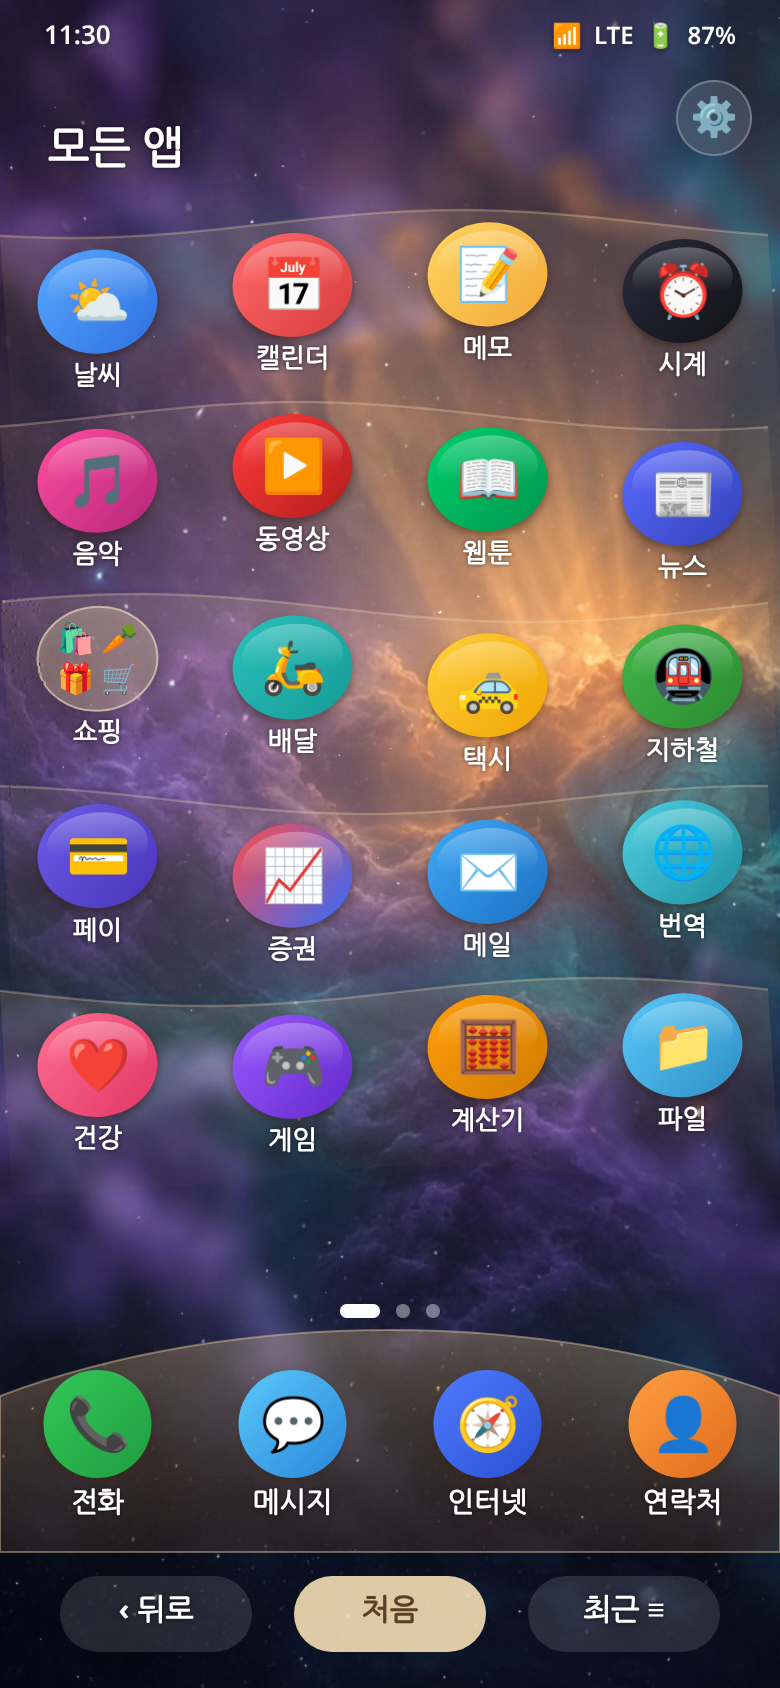 11:30 LTE 87%
모든 앱
July
17
날씨 캘린더 메모 시계
음악 동영상 웹툰 뉴스
쇼핑 배달 택시 지하철
페이 증권 메일 번역
건강 게임 계산기 파일
전화 메시지 인터넷 연락처
‹ 뒤로 처음 최근 ≡